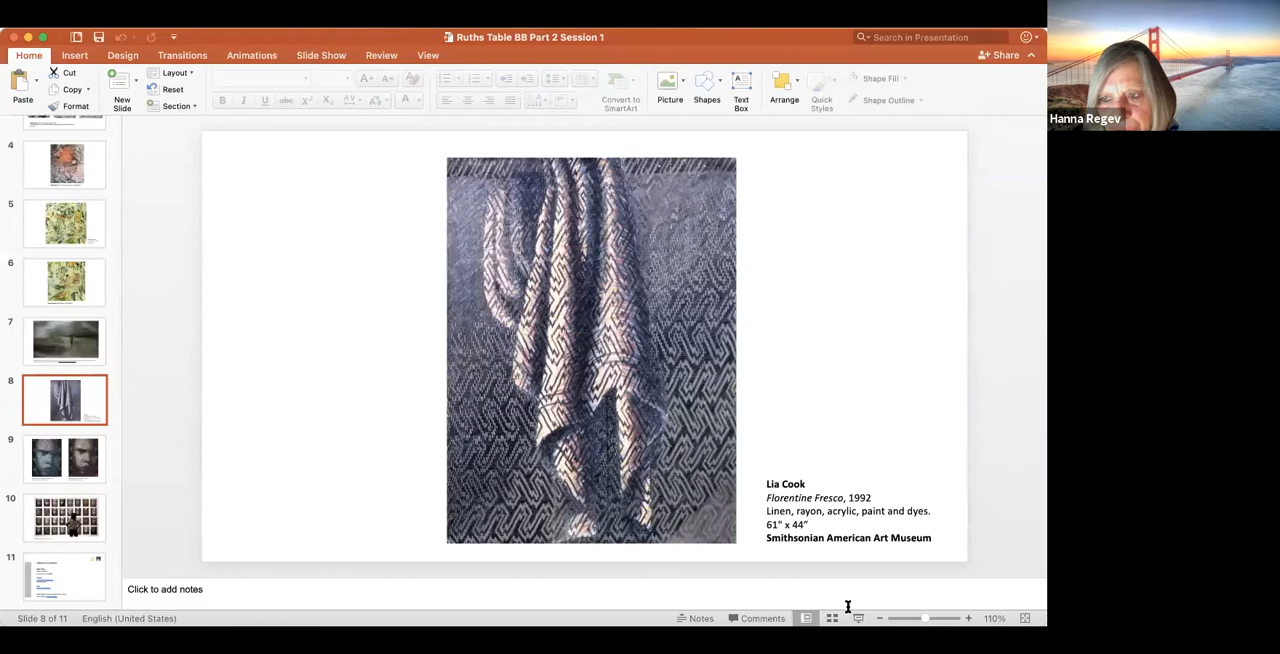 Ruths Table BB Part 2 Session 1
Search in Presentation
Home Insert Design Transitions Animations Slide Show Review View
Share
Paste
Cut
Copy
Format
New Slide
Layout
Reset
Section
Convert to SmartArt
Picture
Shapes
Text Box
Arrange
Quick Styles
Shape Fill
Shape Outline
Hanna Regev
4
5
6
7
8
9
10
11
Lia Cook
Florentine Fresco, 1992
Linen, rayon, acrylic, paint and dyes.
61" x 44”
Smithsonian American Art Museum
Click to add notes
Slide 8 of 11 English (United States) Notes Comments 110%